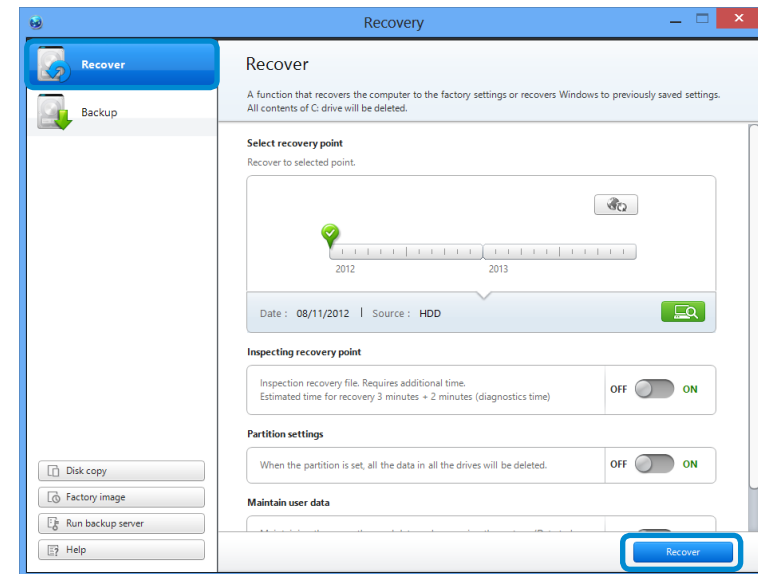 Recovery
Recover
Backup
Recover
A function that recovers the computer to the factory settings or recovers Windows to previously saved settings.
All contents of C: drive will be deleted.
Select recovery point
Recover to selected point.
2012 2013
Date : 08/11/2012 | Source : HDD
Inspecting recovery point
Inspection recovery file. Requires additional time.
Estimated time for recovery 3 minutes + 2 minutes (diagnostics time)
OFF ON
Partition settings
When the partition is set, all the data in all the drives will be deleted.
OFF ON
Maintain user data
Disk copy
Factory image
Run backup server
Help
Recover